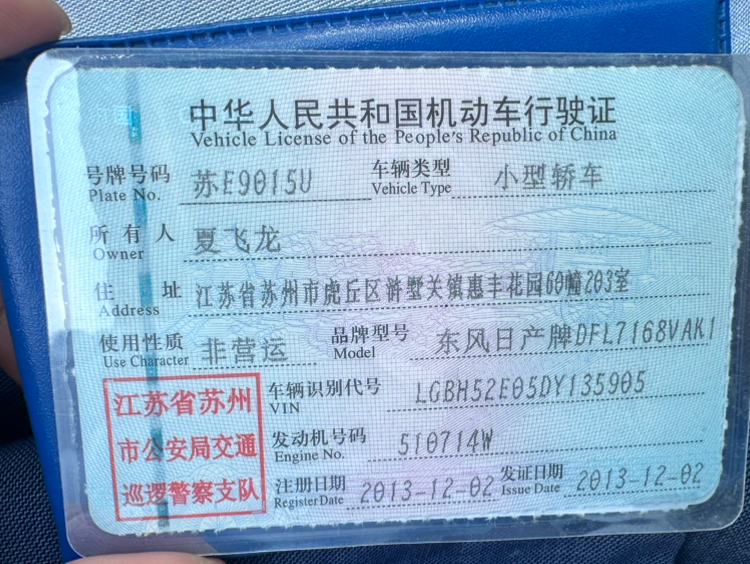 中华人民共和国机动车行驶证
Vehicle License of the People's Republic of China
号牌号码 苏E9015U 车辆类型 小型轿车
Plate No. Vehicle Type
所有人 夏飞龙
Owner
住址 江苏省苏州市虎丘区浒墅关镇惠丰花园60幢203室
Address
使用性质 非营运 品牌型号 东风日产牌DFL7168VAK1
Use Character Model
江苏省苏州 车辆识别代号 LGBH52E05DY135905
VIN
市公安局交通 发动机号码 510714W
Engine No.
巡逻警察支队 注册日期 2013-12-02 发证日期 2013-12-02
Register Date Issue Date